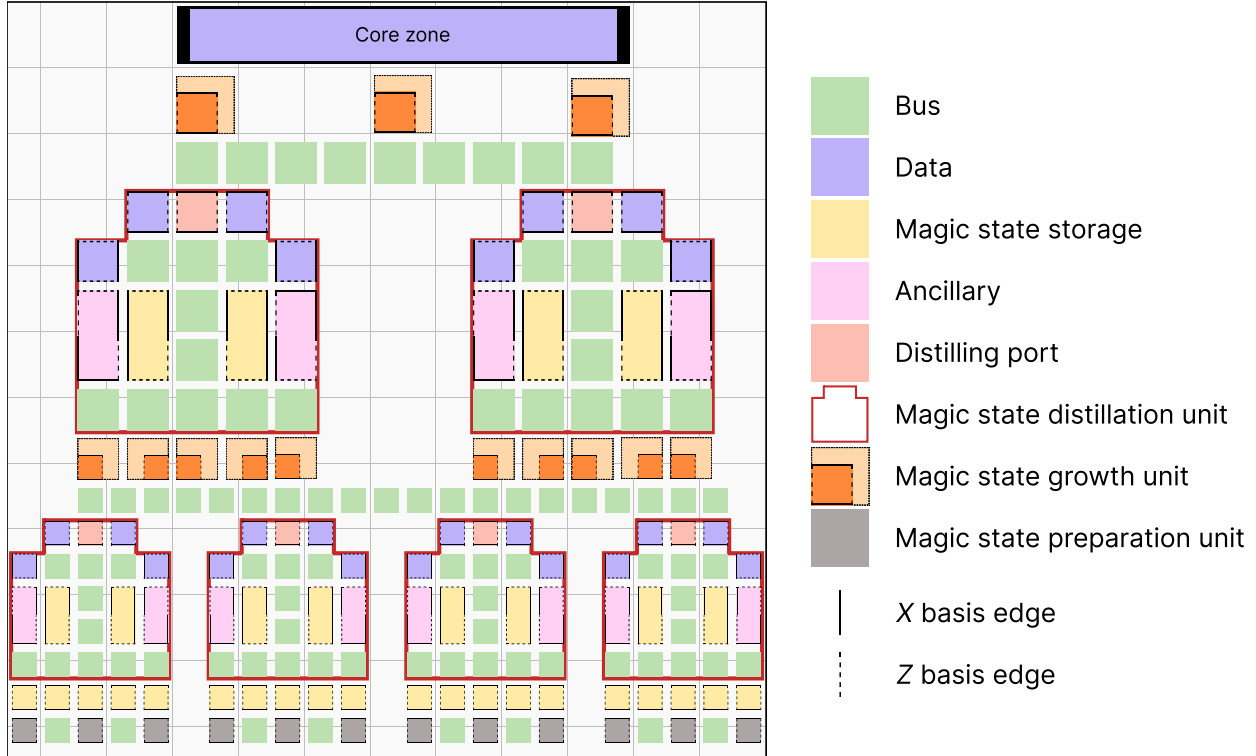 Core zone
Bus
Data
Magic state storage
Ancillary
Distilling port
Magic state distillation unit
Magic state growth unit
Magic state preparation unit
X basis edge
Z basis edge